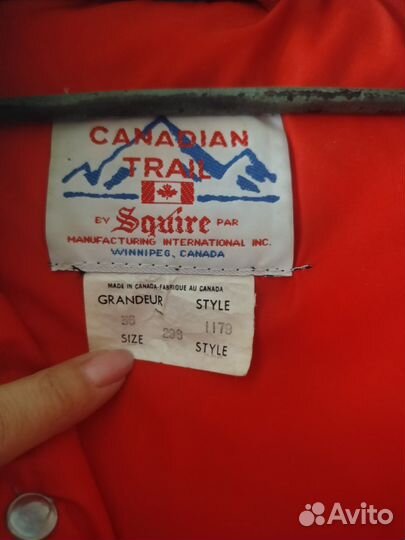 CANADIAN
TRAIL
BY Squire PAR
MANUFACTURING INTERNATIONAL INC.
WINNIPEG, CANADA
MADE IN CANADA-FABRIQUE AU CANADA
GRANDEUR STYLE
1179
SIZE STYLE
Avito